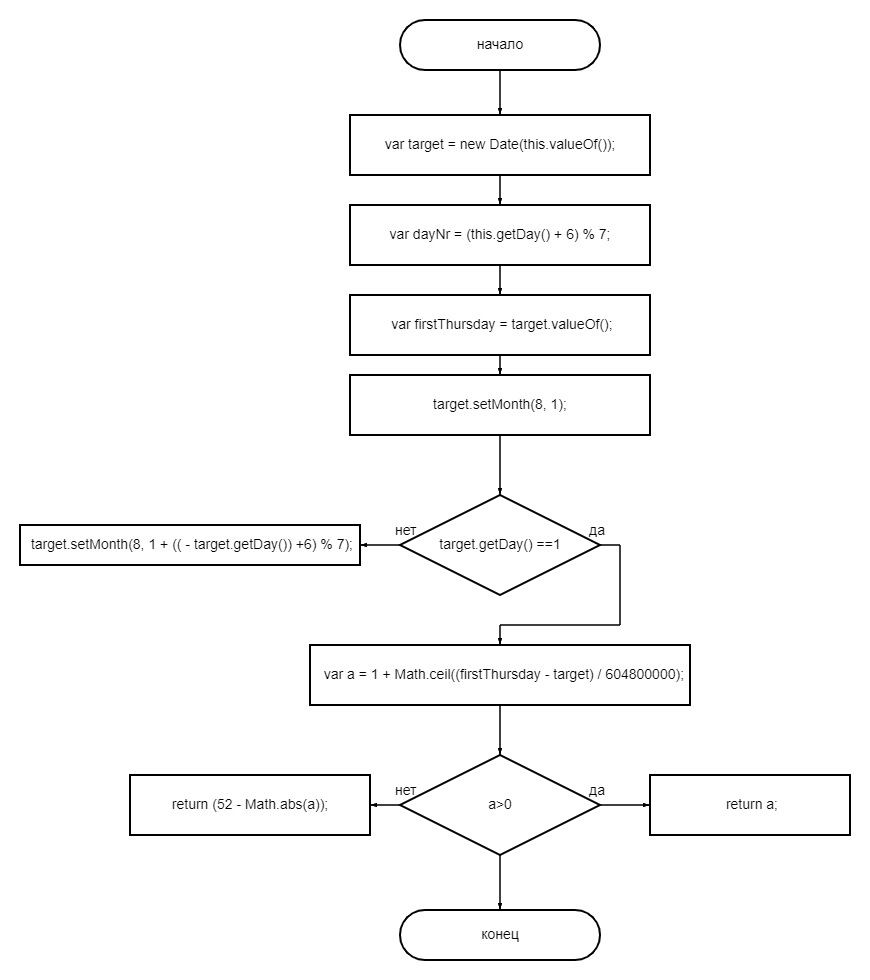 начало
var target = new Date(this.valueOf());
var dayNr = (this.getDay() + 6) % 7;
var firstThursday = target.valueOf();
target.setMonth(8, 1);
нет
да
target.setMonth(8, 1 + (( - target.getDay()) +6) % 7);
target.getDay() ==1
var a = 1 + Math.ceil((firstThursday - target) / 604800000);
нет
да
return (52 - Math.abs(a));
a>0
return a;
конец